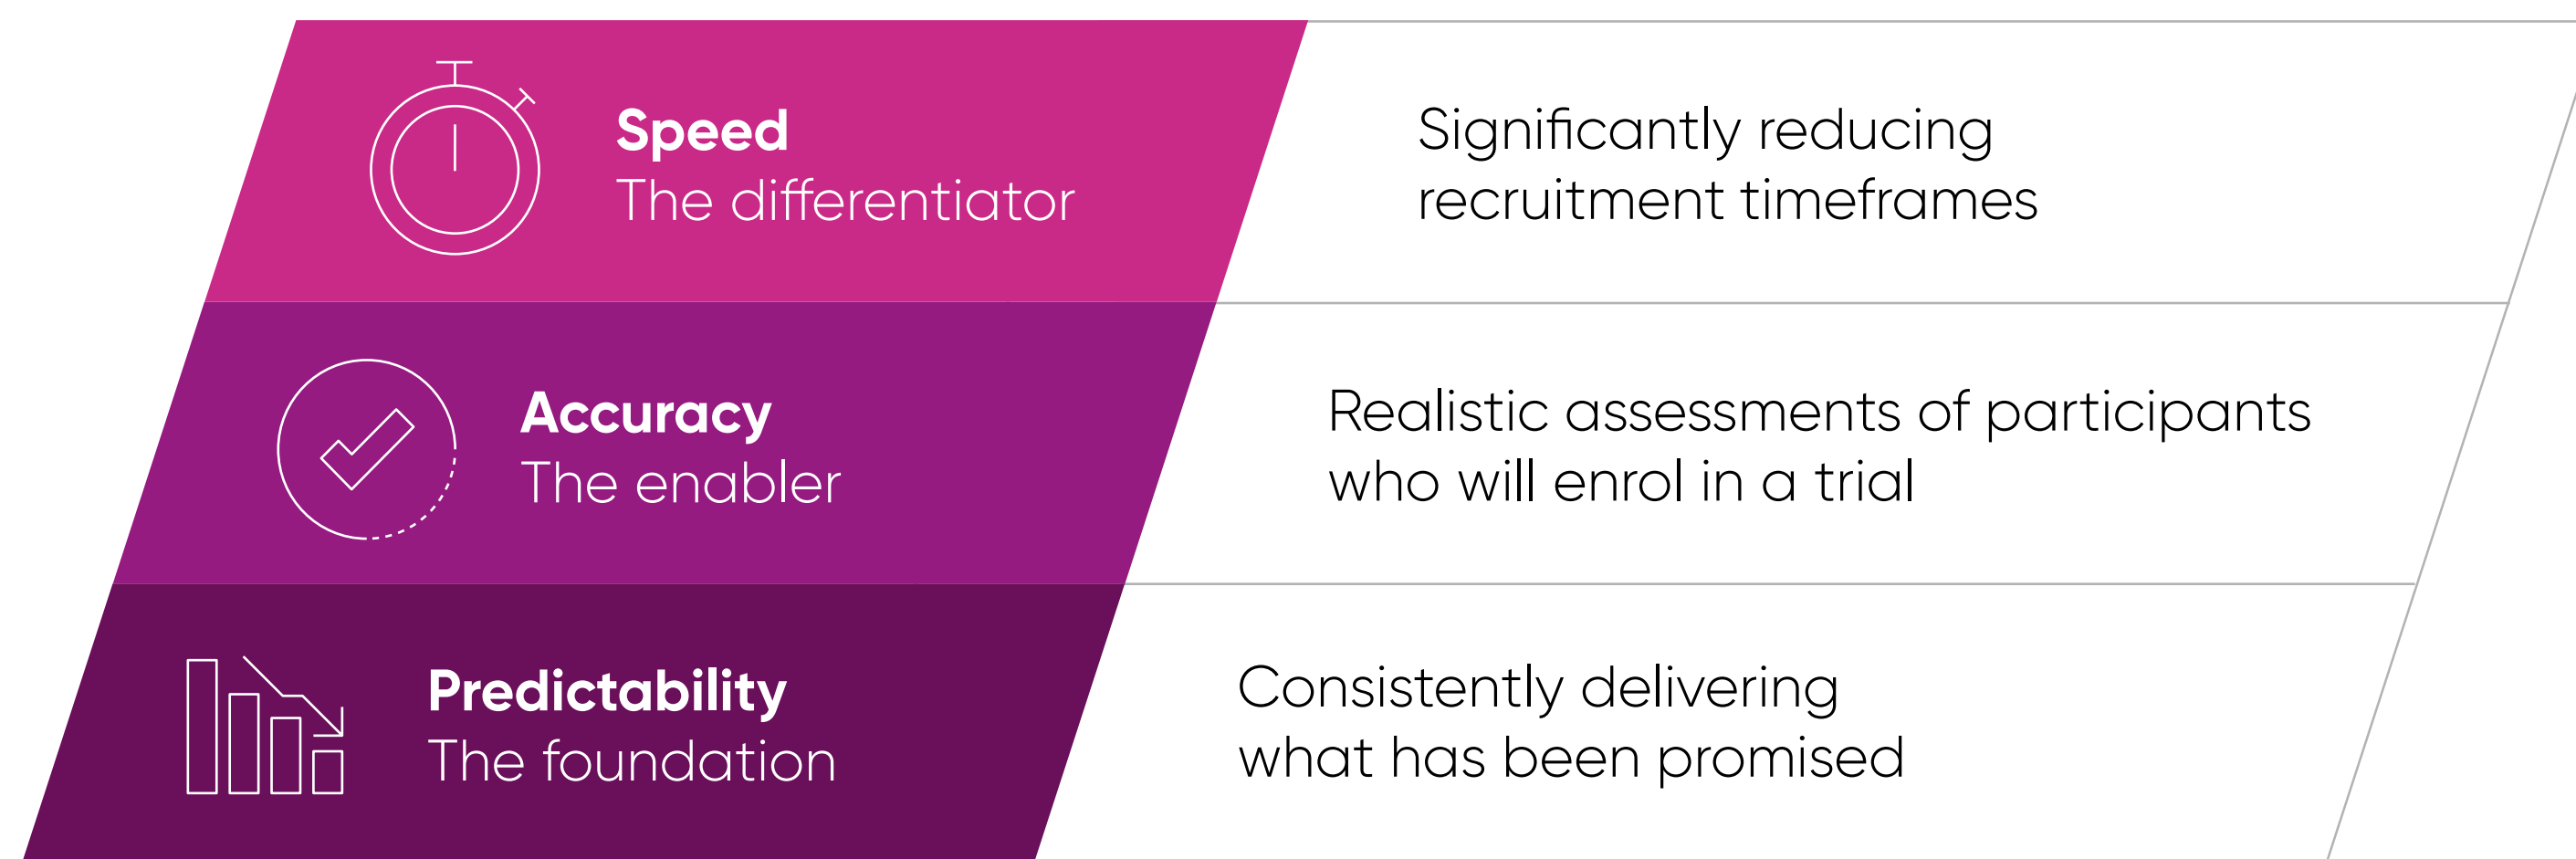 Speed
The differentiator
Significantly reducing
recruitment timeframes
Accuracy
The enabler
Realistic assessments of participants
who will enrol in a trial
Predictability
The foundation
Consistently delivering
what has been promised